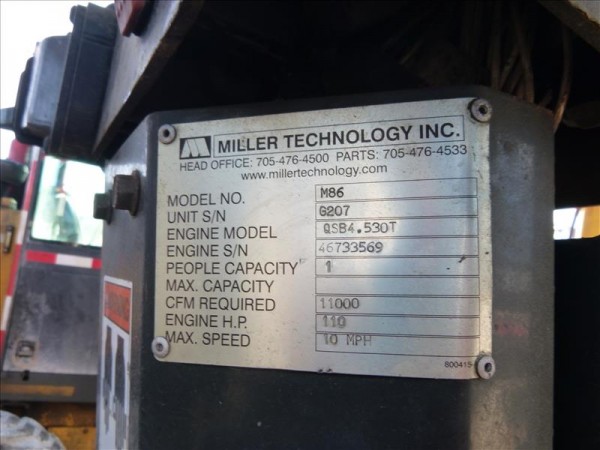 MILLER TECHNOLOGY INC.
HEAD OFFICE: 705-476-4500 PARTS: 705-476-4533
www.millertechnology.com
MODEL NO. M86
UNIT S/N G207
ENGINE MODEL QSB4.530T
ENGINE S/N 46733569
PEOPLE CAPACITY 1
MAX. CAPACITY
CFM REQUIRED 11000
ENGINE H.P. 110
MAX. SPEED 10 MPH